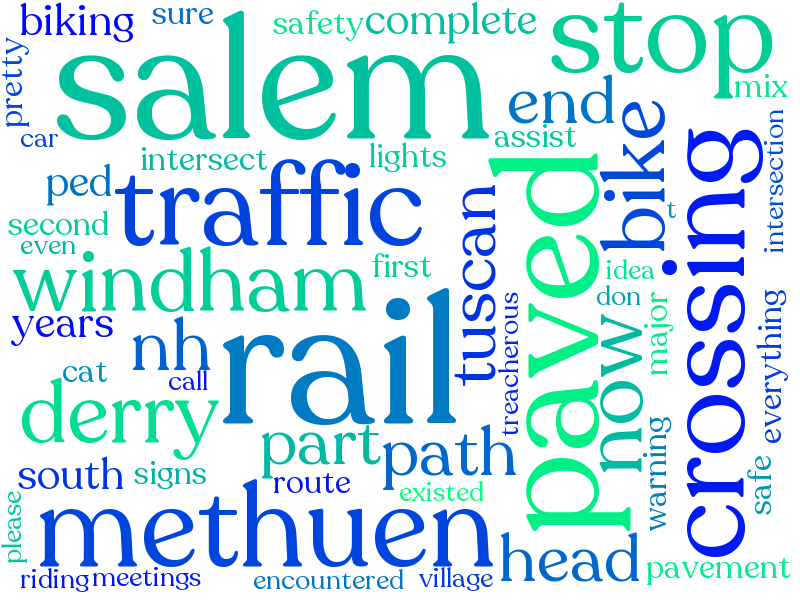 biking
sure
safety
complete
stop
pretty
salem
end
mix
car
assist
bike
crossing
intersection
intersect
lights
paved
ped
traffic
tuscan
t
second
even
windham
first
idea
don
years
nh
rail
treacherous
now
major
everything
cat
call
derry
part
path
warning
safe
south
signs
route
existed
please
methuen
head
pavement
riding
meetings
encountered
village